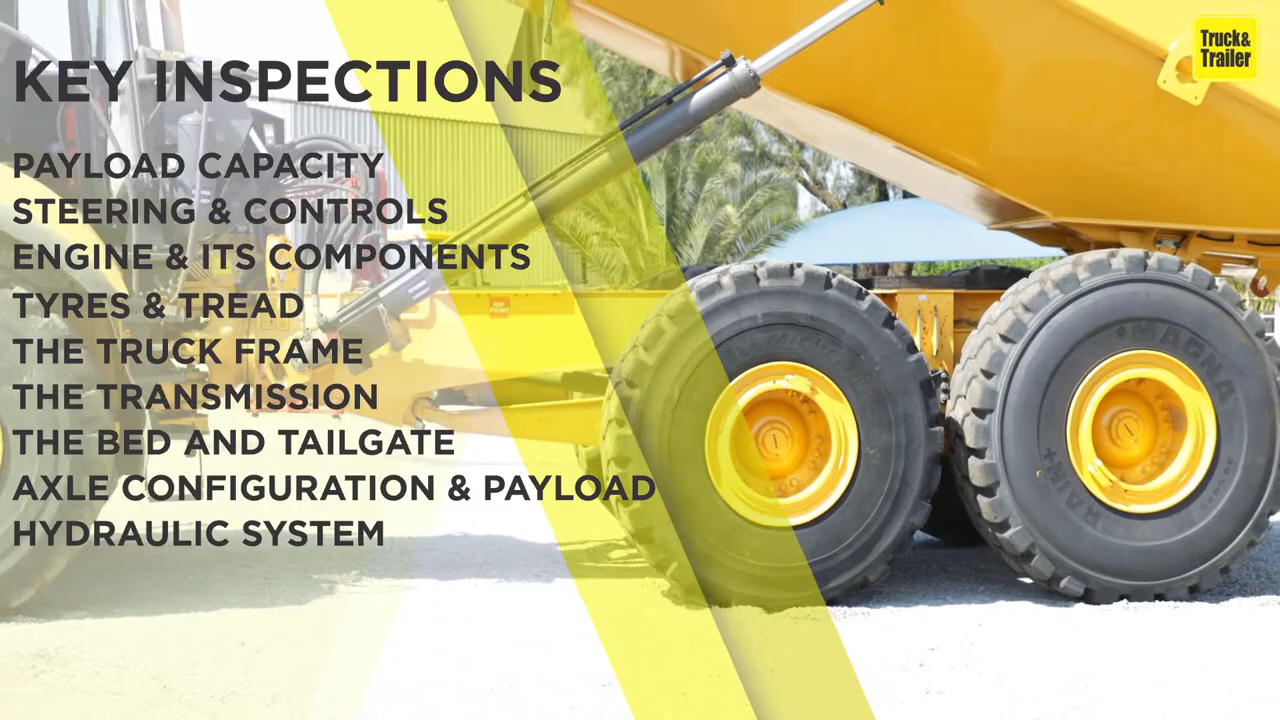 Truck&
Trailer
KEY INSPECTIONS
PAYLOAD CAPACITY
STEERING & CONTROLS
ENGINE & ITS COMPONENTS
TYRES & TREAD
THE TRUCK FRAME
THE TRANSMISSION
THE BED AND TAILGATE
AXLE CONFIGURATION & PAYLOAD
HYDRAULIC SYSTEM
MAGNA